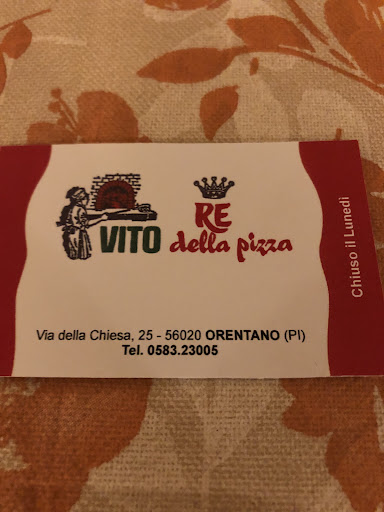 VITO
RE
della pizza
Chiuso il Lunedì
Via della Chiesa, 25 - 56020 ORENTANO (PI)
Tel. 0583.23005